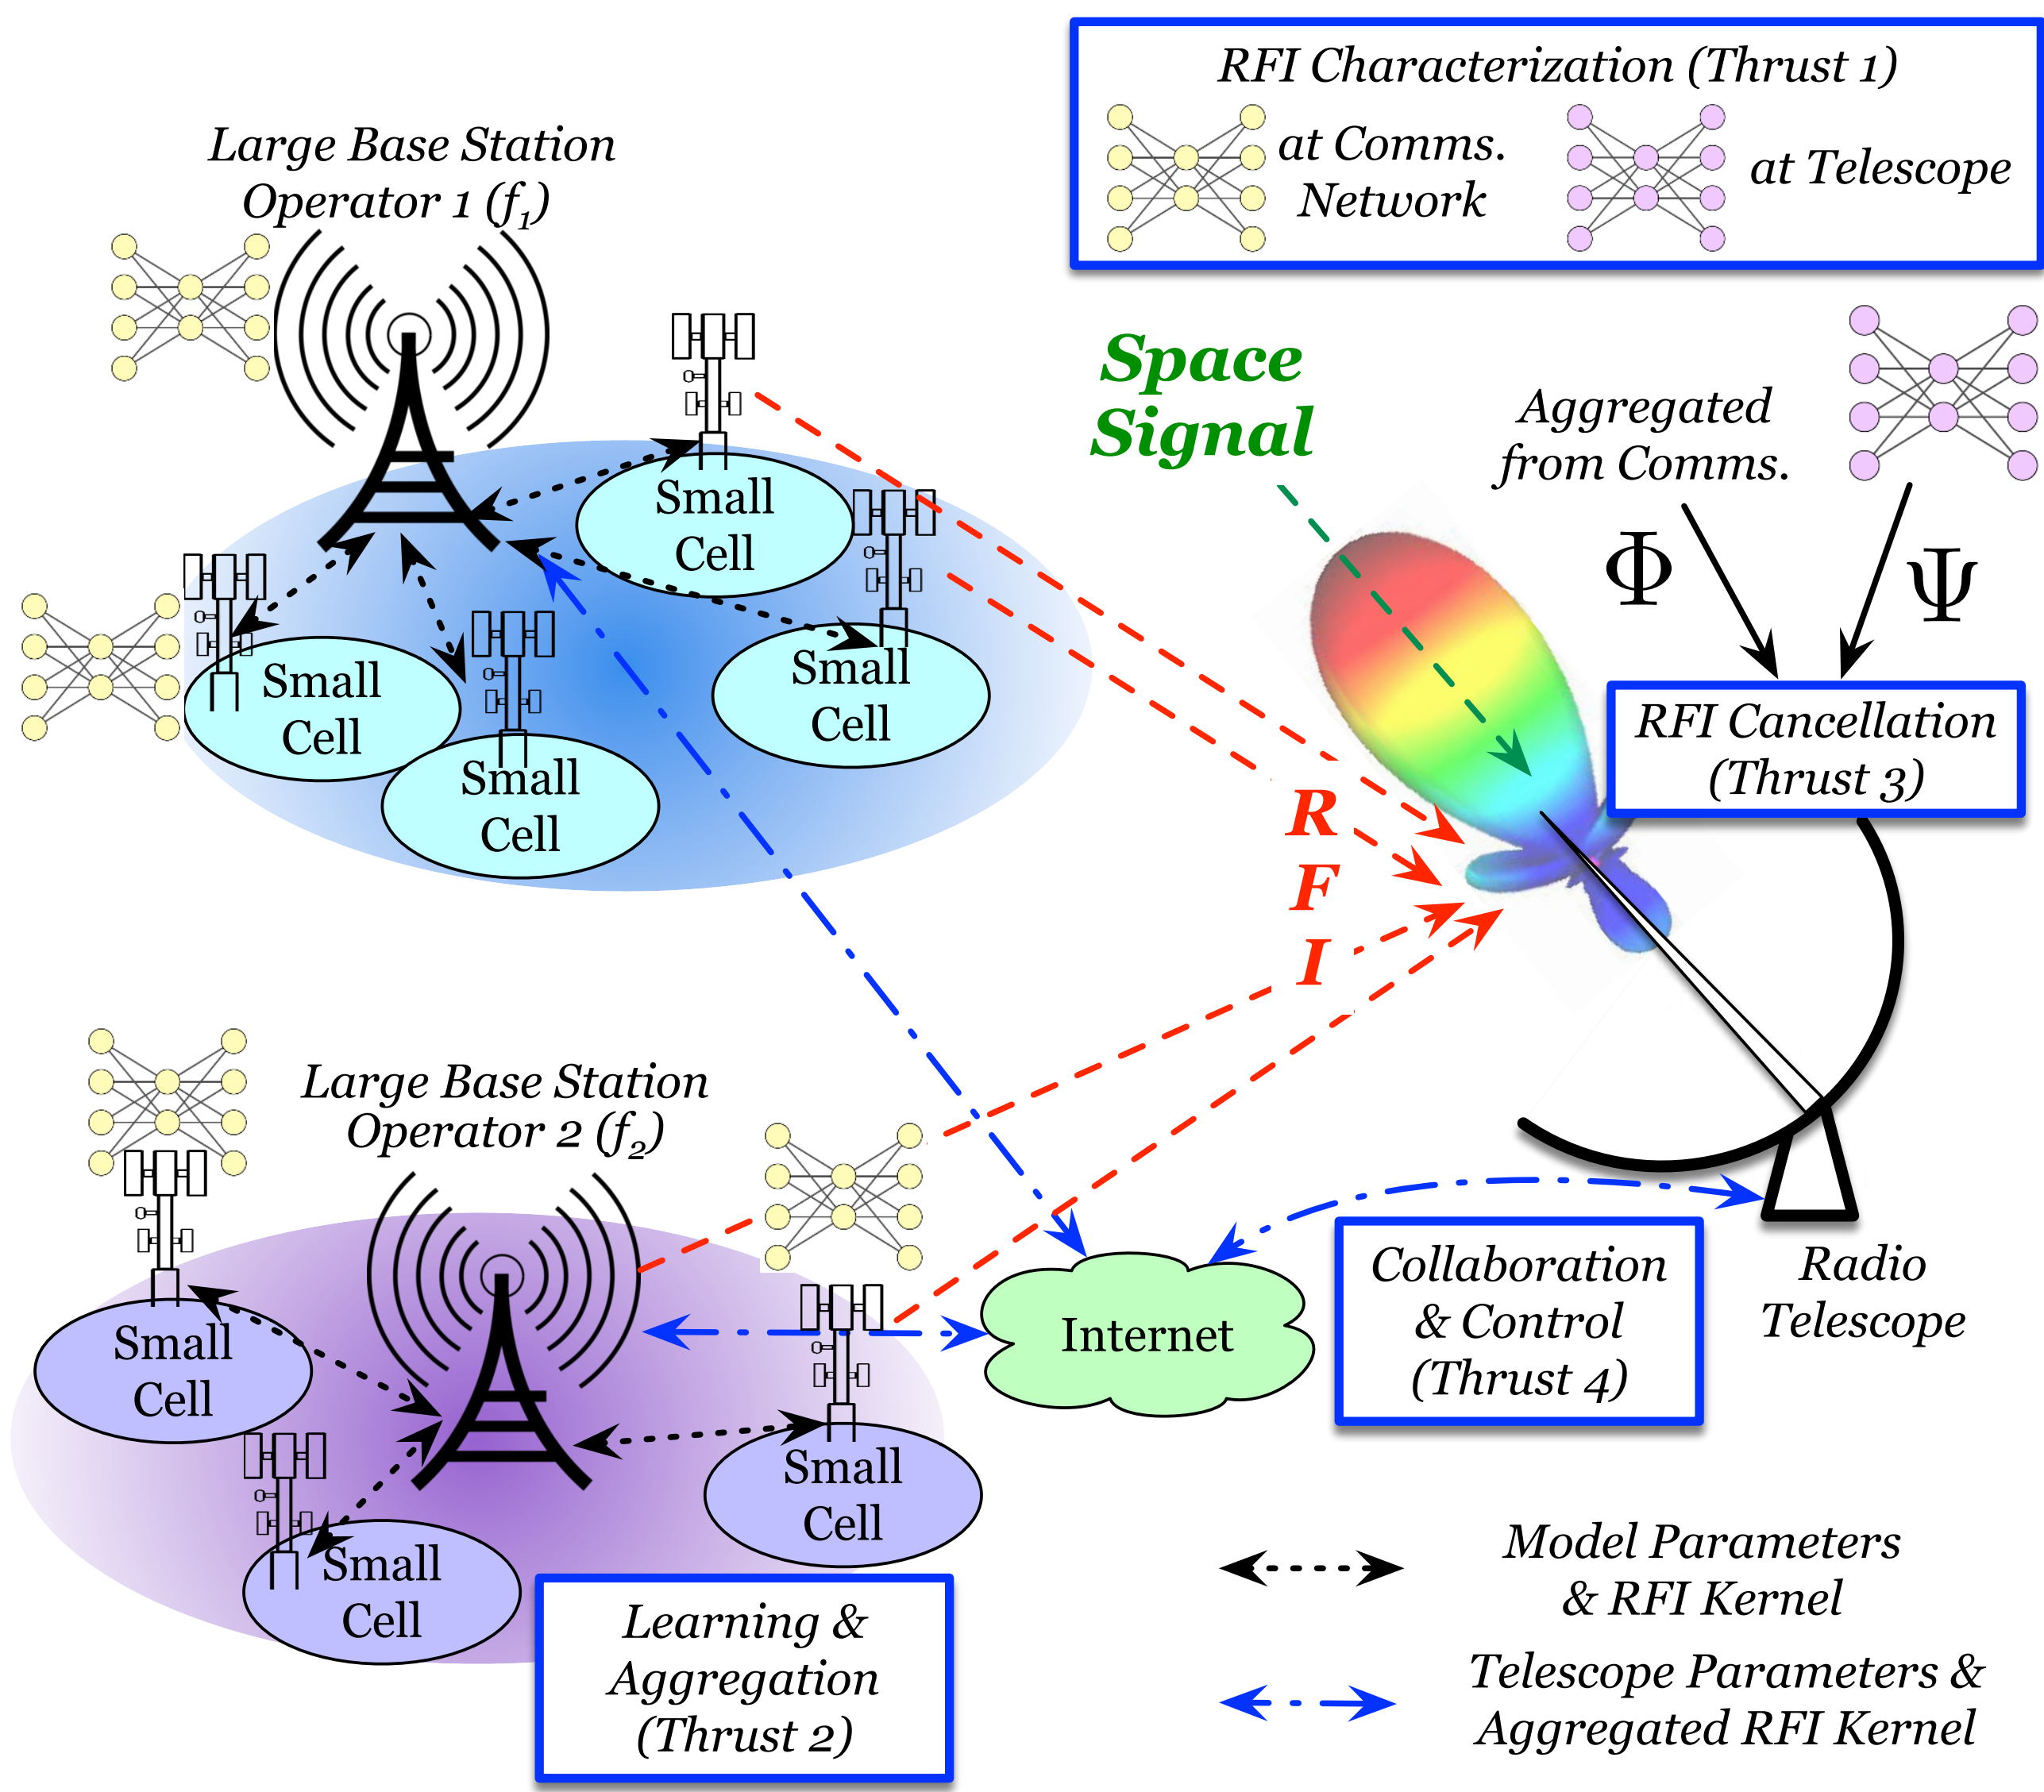 RFI Characterization (Thrust 1)
at Comms.
Network
at Telescope
Large Base Station
Operator 1 (f1)
Space
Signal
Aggregated
from Comms.
Φ
Ψ
Small
Cell
Small
Cell
Small
Cell
Small
Cell
RFI Cancellation
(Thrust 3)
R
F
I
Large Base Station
Operator 2 (f2)
Small
Cell
Small
Cell
Small
Cell
Internet
Collaboration
& Control
(Thrust 4)
Radio
Telescope
Learning &
Aggregation
(Thrust 2)
Model Parameters
& RFI Kernel
Telescope Parameters &
Aggregated RFI Kernel